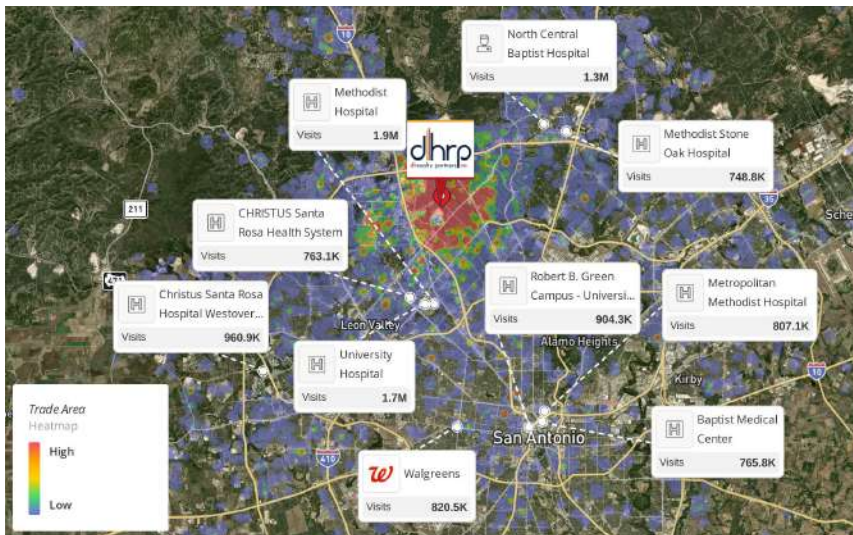 10
North Central
Baptist Hospital
Visits 1.3M
Methodist
Hospital
Visits 1.9M
dhrp
Methodist Stone
Oak Hospital
Visits 748.8K
35
Sche
211
CHRISTUS Santa
Rosa Health System
Visits 763.1K
471
Christus Santa Rosa
Hospital Westover...
Visits 960.9K
Robert B. Green
Campus - Universi...
Visits 904.3K
Metropolitan
Methodist Hospital
Visits 807.1K
Leon Valley
Alamo Heights
University
Hospital
Visits 1.7M
Kirby
10
Trade Area
Heatmap
High
Low
Baptist Medical
Center
Visits 765.8K
San Antonio
410
Walgreens
Visits 820.5K